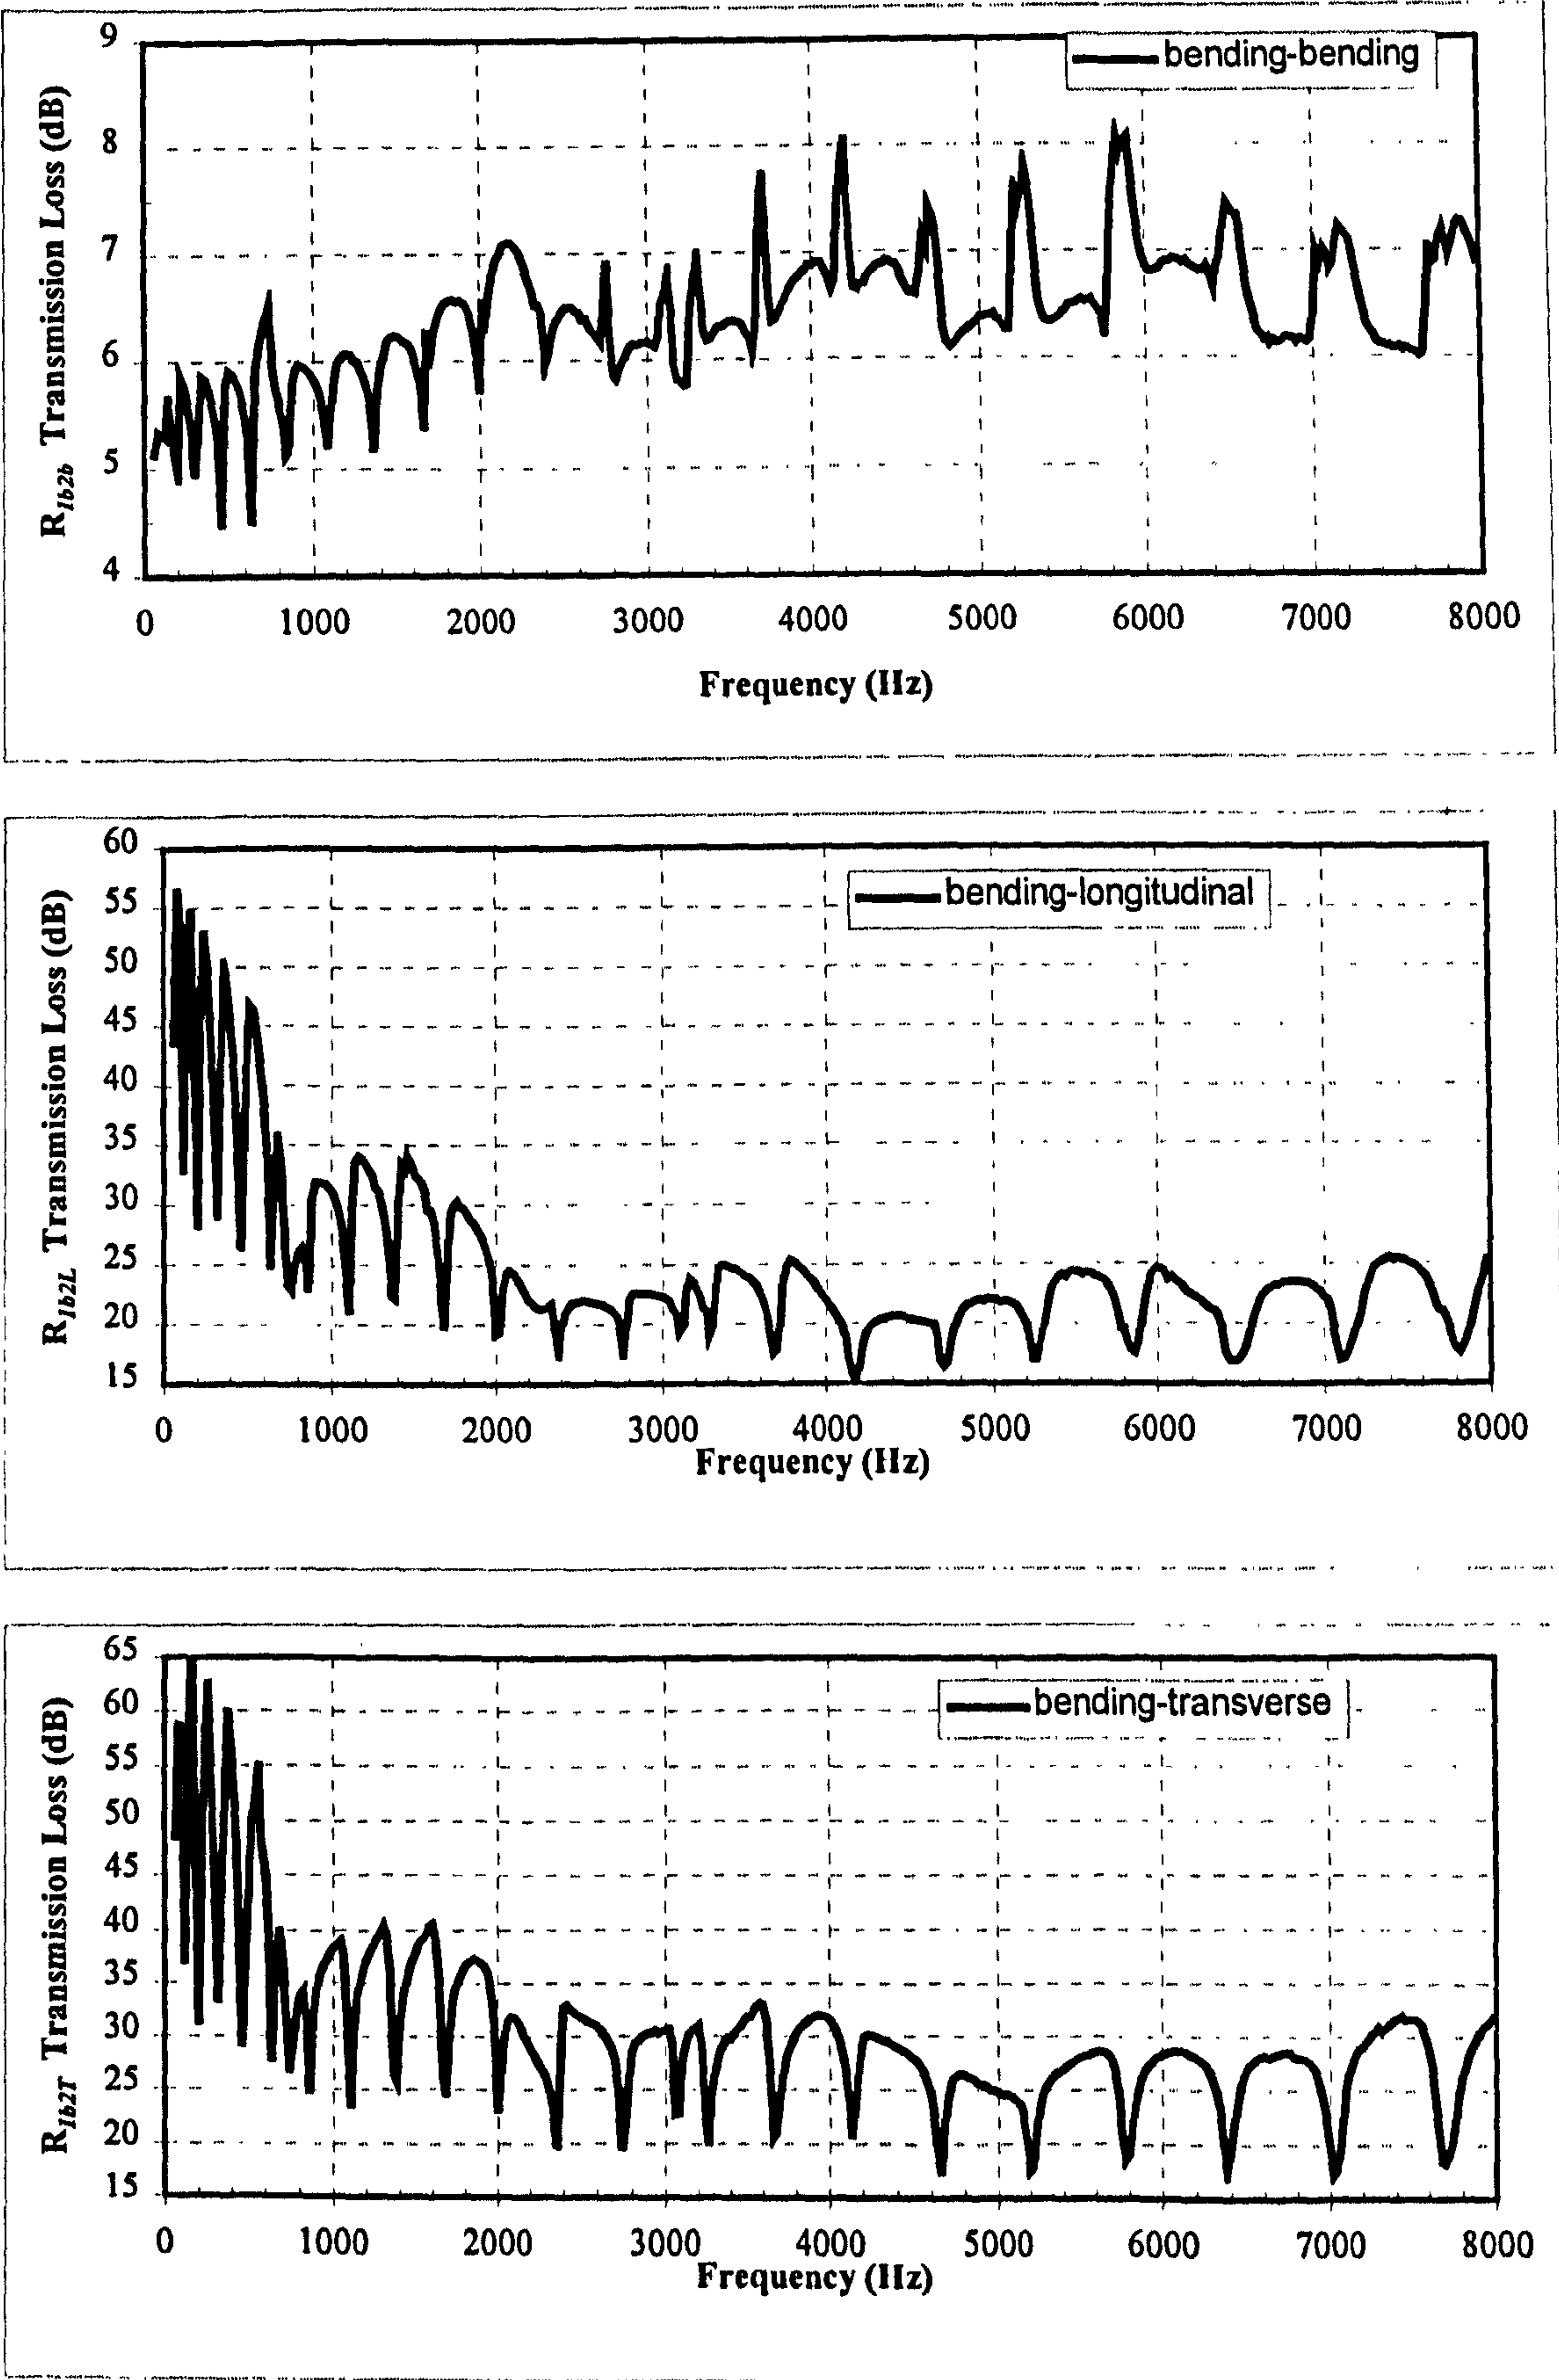 9
8
7
6
5
4
R1b2b Transmission Loss (dB)
bending-bending
0 1000 2000 3000 4000 5000 6000 7000 8000
Frequency (Hz)
60
55
50
45
40
35
30
25
20
15
R1b2L Transmission Loss (dB)
bending-longitudinal
0 1000 2000 3000 4000 5000 6000 7000 8000
Frequency (Hz)
65
60
55
50
45
40
35
30
25
20
15
R1b2T Transmission Loss (dB)
bending-transverse
0 1000 2000 3000 4000 5000 6000 7000 8000
Frequency (Hz)